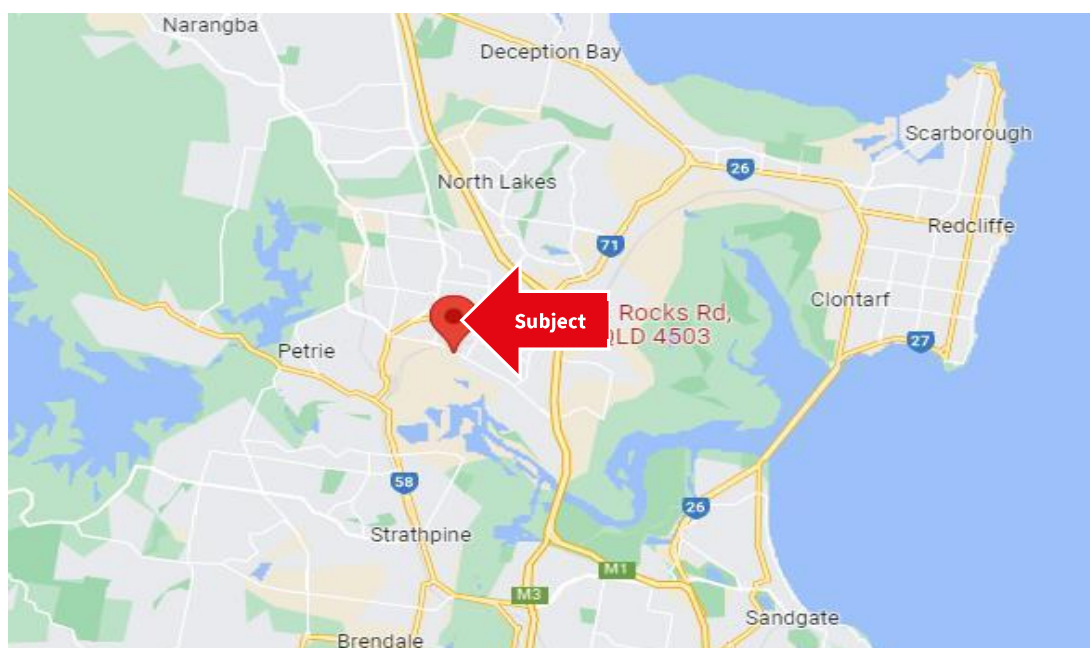 Narangba
Deception Bay
Scarborough
26
North Lakes
Redcliffe
71
Clontarf
Subject
Rocks Rd,
QLD 4503
27
Petrie
58
26
Strathpine
M1
M3
Sandgate
Brendale